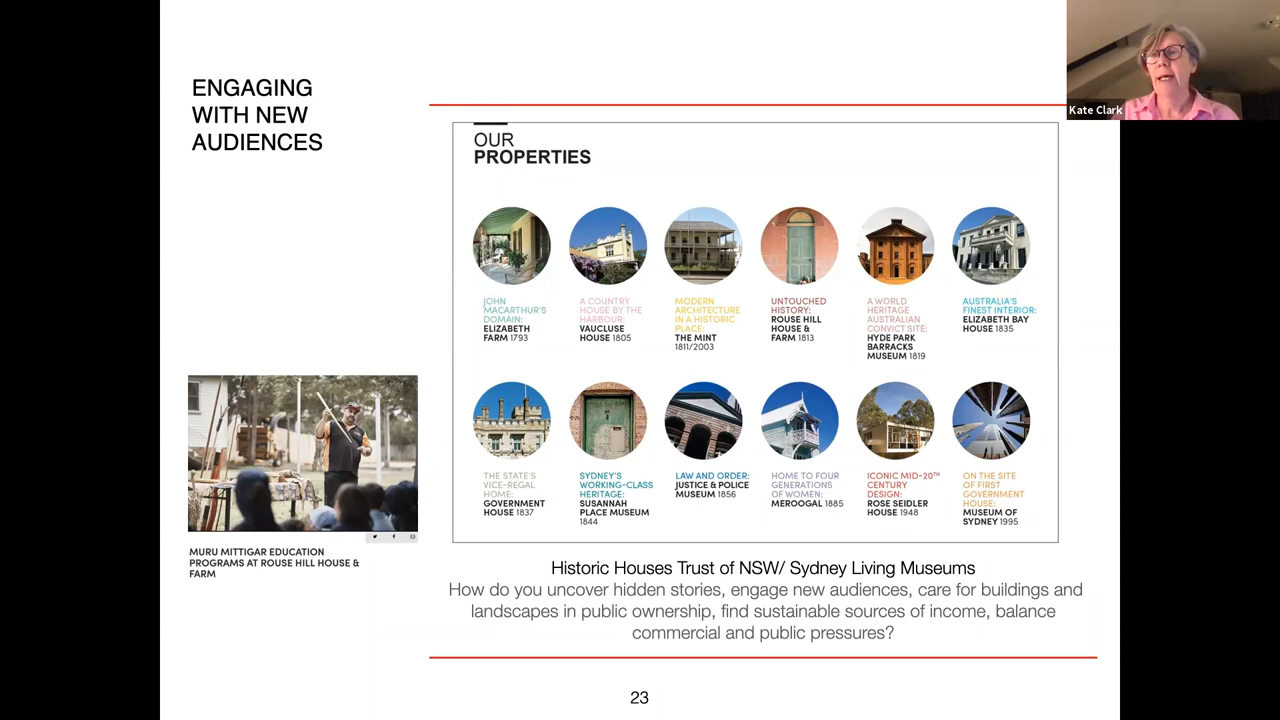 ENGAGING
WITH NEW
AUDIENCES
Kate Clark
OUR
PROPERTIES
JOHN
MACARTHUR'S
DOMAIN:
ELIZABETH
FARM 1793
A COUNTRY
HOUSE BY THE
HARBOUR:
VAUCLUSE
HOUSE 1805
MODERN
ARCHITECTURE
IN A HISTORIC
PLACE:
THE MINT
1811/2003
UNTOUCHED
HISTORY:
ROUSE HILL
HOUSE &
FARM 1813
A WORLD
HERITAGE
AUSTRALIAN
CONVICT SITE:
HYDE PARK
BARRACKS
MUSEUM 1819
AUSTRALIA'S
FINEST INTERIOR:
ELIZABETH BAY
HOUSE 1835
THE STATE'S
VICE-REGAL
HOME:
GOVERNMENT
HOUSE 1837
SYDNEY'S
WORKING-CLASS
HERITAGE:
SUSANNAH
PLACE MUSEUM
1844
LAW AND ORDER:
JUSTICE & POLICE
MUSEUM 1856
HOME TO FOUR
GENERATIONS
OF WOMEN:
MEROOGAL 1885
ICONIC MID-20TH
CENTURY
DESIGN:
ROSE SEIDLER
HOUSE 1948
ON THE SITE
OF FIRST
GOVERNMENT
HOUSE:
MUSEUM OF
SYDNEY 1995
MURU MITTIGAR EDUCATION
PROGRAMS AT ROUSE HILL HOUSE &
FARM
Historic Houses Trust of NSW/ Sydney Living Museums
How do you uncover hidden stories, engage new audiences, care for buildings and
landscapes in public ownership, find sustainable sources of income, balance
commercial and public pressures?
23